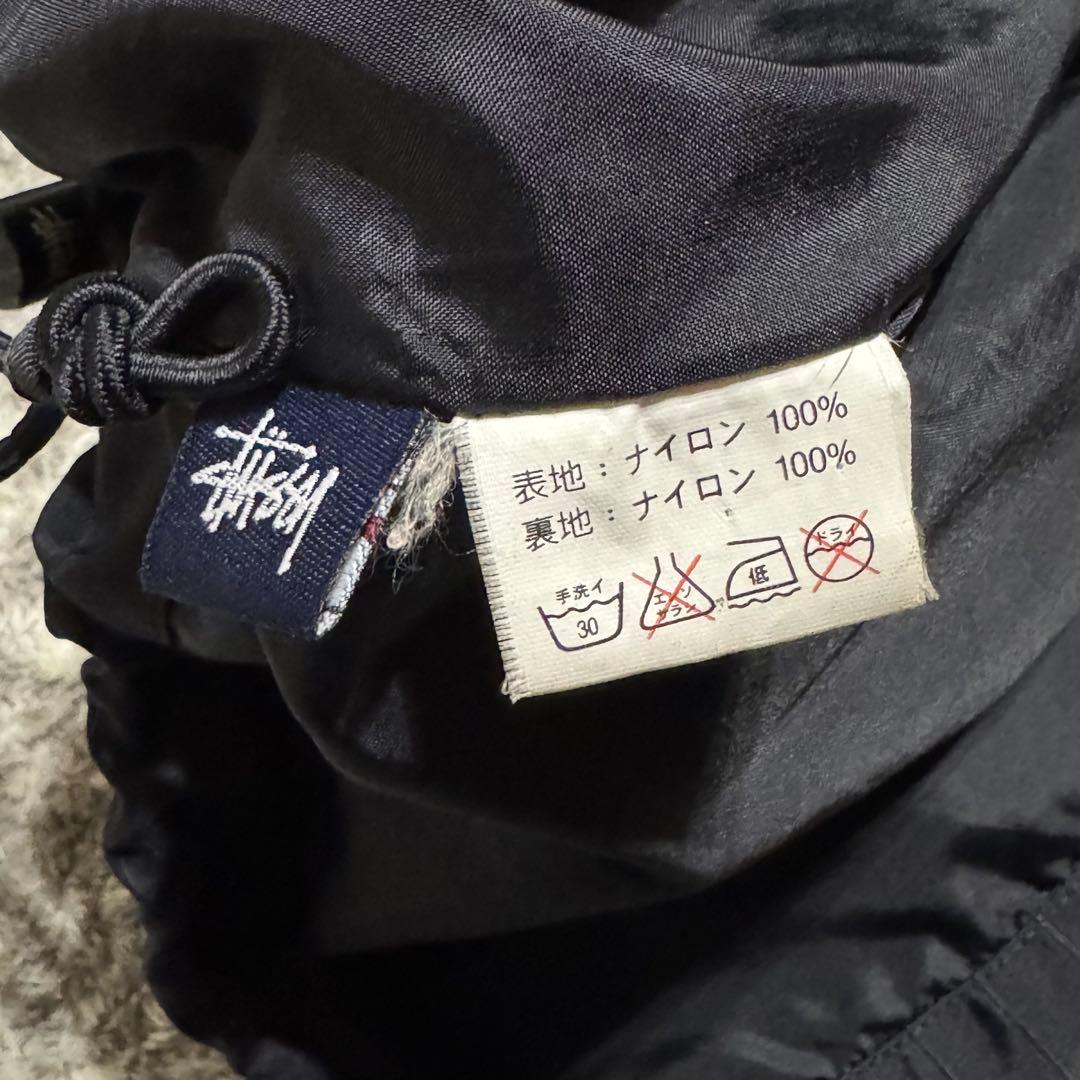 Stüssy
表地：ナイロン 100%
裏地：ナイロン 100%
手洗イ
30
エンソ
サラシ
低
ドライ